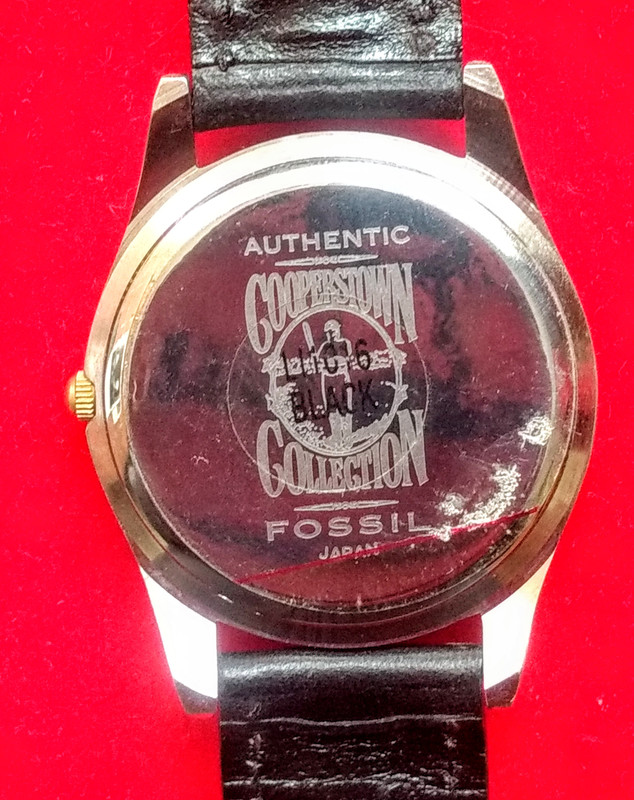 AUTHENTIC
COOPERSTOWN
BLACK
COLLECTION
FOSSIL
JAPAN